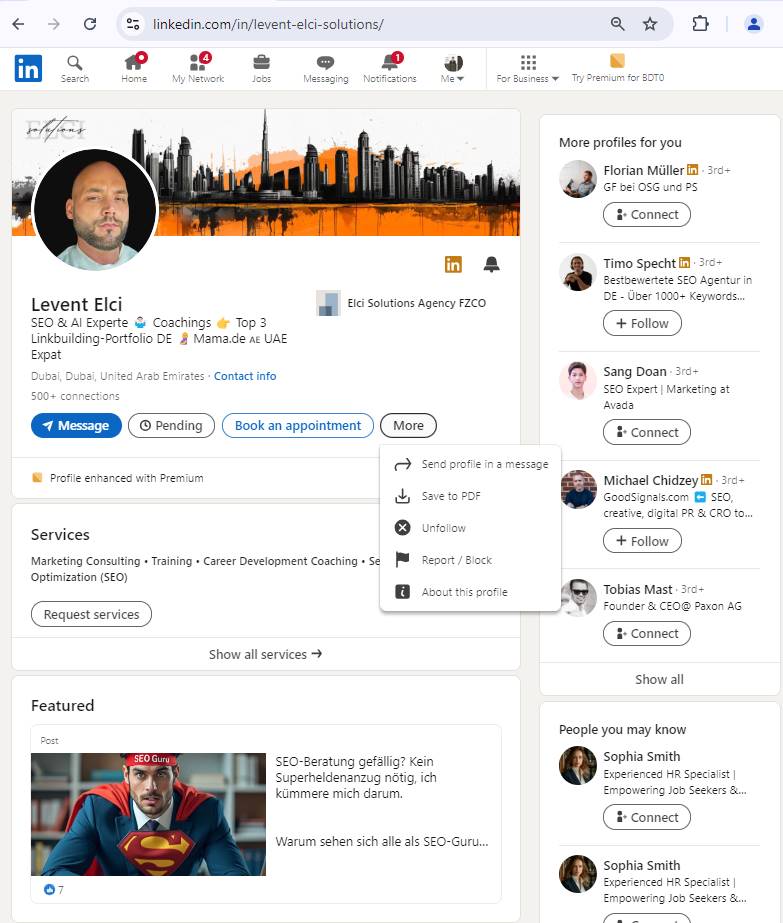 linkedin.com/in/levent-elci-solutions/
in
Search
Home
4
My Network
Jobs
Messaging
1
Notifications
Me
For Business
Try Premium for BDT0
ELCI
solutions
in
Levent Elci
SEO & AI Experte 🤹🏻 Coachings 👉 Top 3
Linkbuilding-Portfolio DE 🤱 Mama.de ᴀᴇ UAE
Expat
Elci Solutions Agency FZCO
Dubai, Dubai, United Arab Emirates · Contact info
500+ connections
Message
Pending
Book an appointment
More
Send profile in a message
Save to PDF
Unfollow
Report / Block
About this profile
Profile enhanced with Premium
Services
Marketing Consulting • Training • Career Development Coaching • Se
Optimization (SEO)
Request services
Show all services →
Featured
Post
SEO Guru
S
SEO-Beratung gefällig? Kein
Superheldenanzug nötig, ich
kümmere mich darum.
Warum sehen sich alle als SEO-Guru...
7
More profiles for you
Florian Müller in · 3rd+
GF bei OSG und PS
Connect
Timo Specht in · 3rd+
Bestbewertete SEO Agentur in
DE - Über 1000+ Keywords...
+ Follow
Sang Doan · 3rd+
SEO Expert | Marketing at
Avada
Connect
Michael Chidzey in · 3rd+
GoodSignals.com ⬅️ SEO,
creative, digital PR & CRO to...
+ Follow
Tobias Mast · 3rd+
Founder & CEO@ Paxon AG
Connect
Show all
People you may know
Sophia Smith
Experienced HR Specialist |
Empowering Job Seekers &...
Connect
Sophia Smith
Experienced HR Specialist |
Empowering Job Seekers &...
Connect